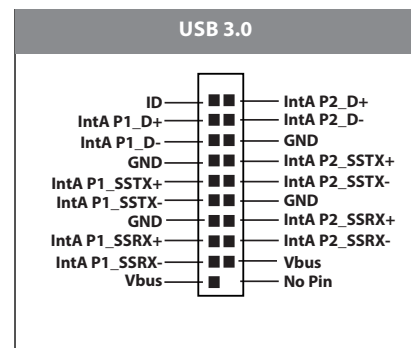 USB 3.0
ID IntA P2_D+
IntA P1_D+ IntA P2_D-
IntA P1_D- GND
GND IntA P2_SSTX+
IntA P1_SSTX+ IntA P2_SSTX-
IntA P1_SSTX- GND
GND IntA P2_SSRX+
IntA P1_SSRX+ IntA P2_SSRX-
IntA P1_SSRX- Vbus
Vbus No Pin